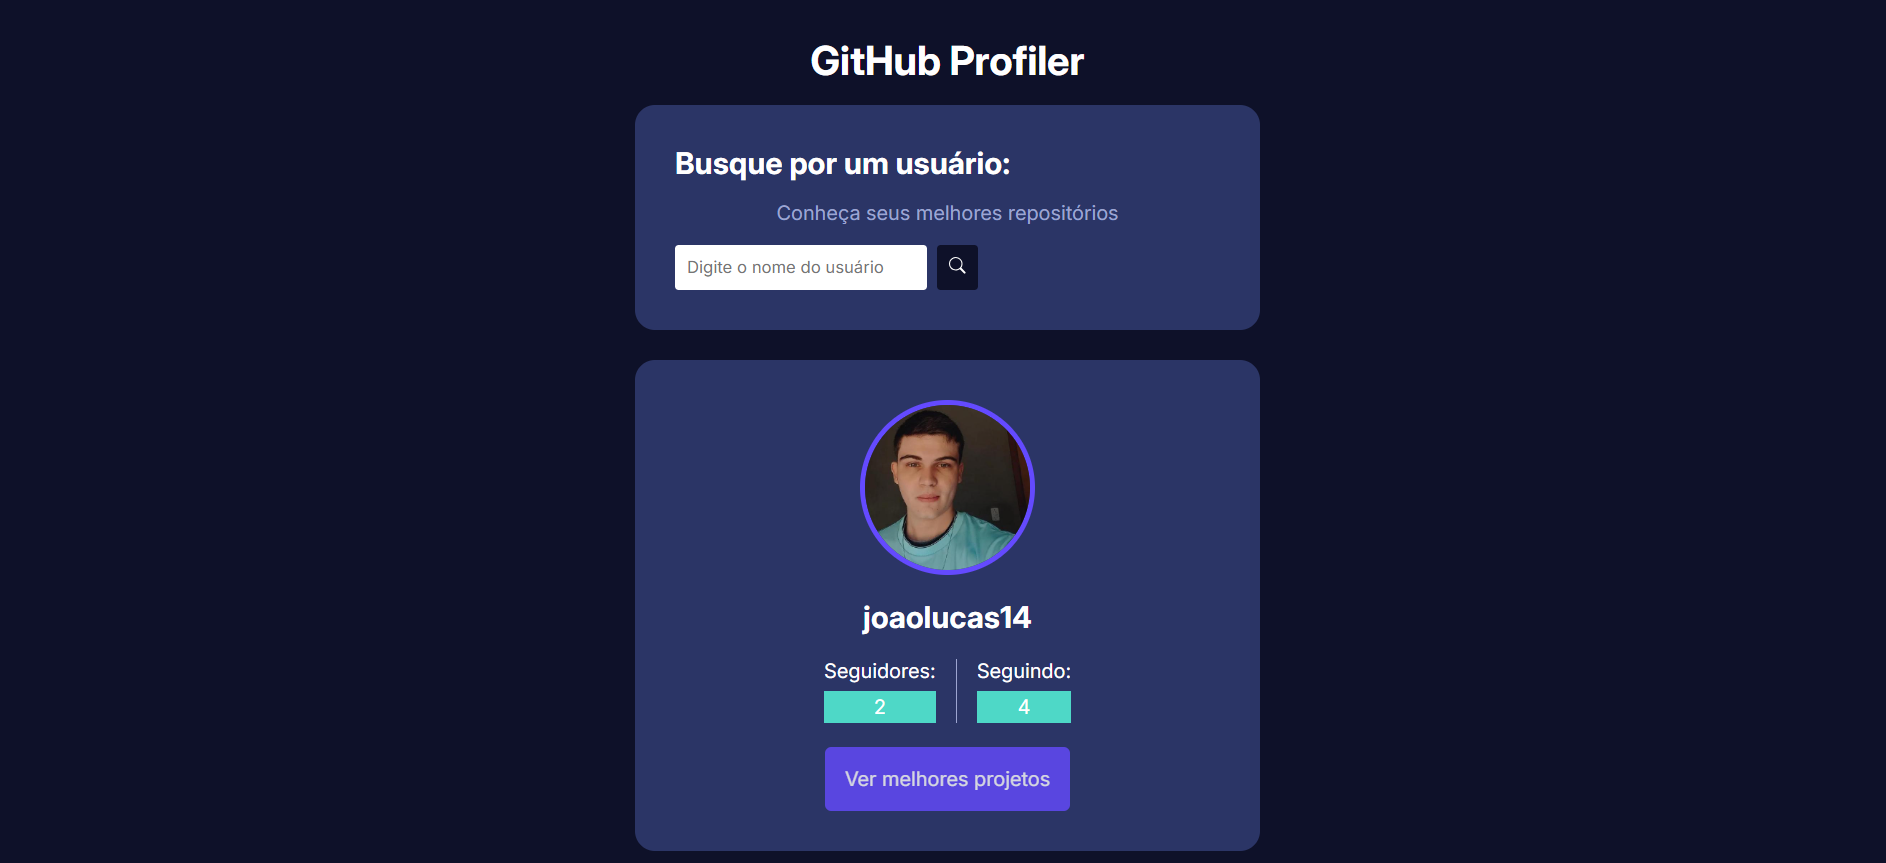 GitHub Profiler
Busque por um usuário:
Conheça seus melhores repositórios
Digite o nome do usuário
joaolucas14
Seguidores: Seguindo:
2 4
Ver melhores projetos